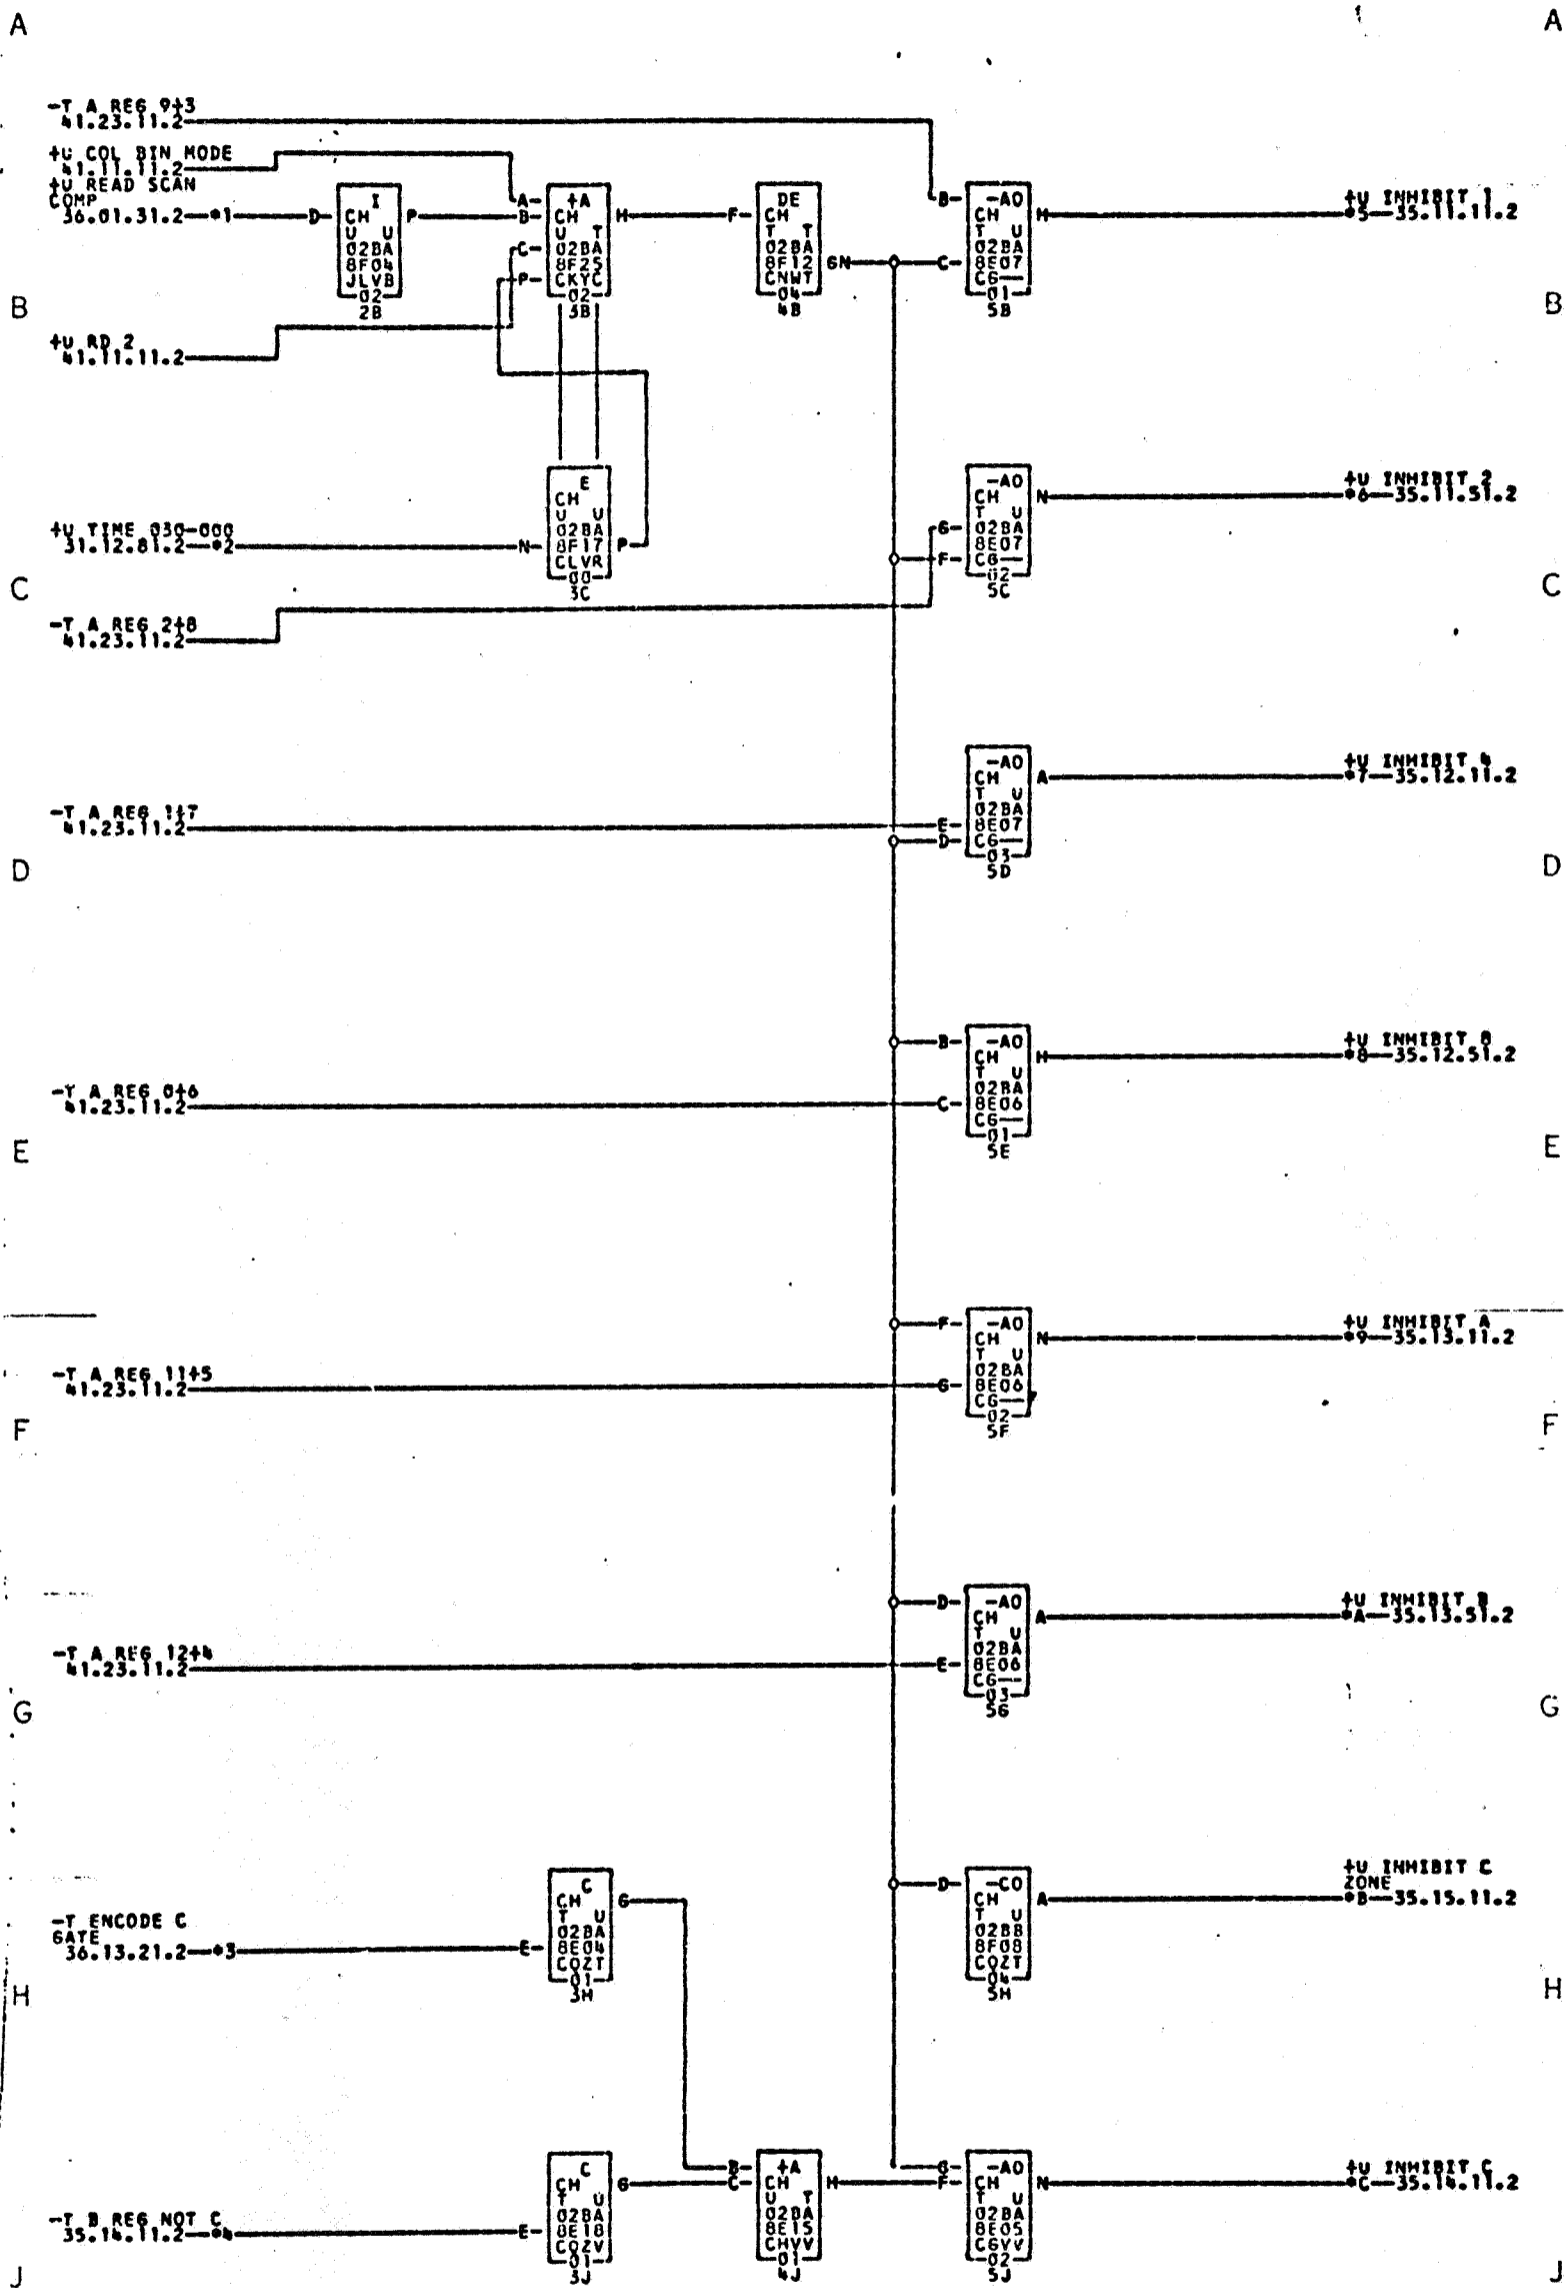 A A
-T A REG 9+3
41.23.11.2
+U COL BIN MODE
41.11.11.2
+U READ SCAN
COMP
36.01.31.2 *1 D
I
CH
U U
02BA
8F04
JLVB
02
2B
P
A
B
C
P
+A
CH
U T
02BA
8F25
CKYC
02
3B
H
F
DE
CH
T T
02BA
8F12
CNWT
04
4B
GN
B
C
-AO
CH
T U
02BA
8E07
C6
01
5B
H
+U INHIBIT 1
*5 35.11.11.2
B B
+U RD 2
41.11.11.2
+U TIME 030-000
31.12.81.2 *2 N
E
CH
U U
02BA
8F17
CLVR
00
3C
P
G
F
-AO
CH
T U
02BA
8E07
C6
02
5C
N
+U INHIBIT 2
*6 35.11.51.2
C C
-T A REG 2+8
41.23.11.2
-T A REG 1+7
41.23.11.2
E
D
-AO
CH
T U
02BA
8E07
C6
03
5D
A
+U INHIBIT 4
*7 35.12.11.2
D D
-T A REG 0+6
41.23.11.2
B
C
-AO
CH
T U
02BA
8E06
C6
01
5E
H
+U INHIBIT 8
*8 35.12.51.2
E E
-T A REG 11+5
41.23.11.2
F
G
-AO
CH
T U
02BA
8E06
C6
02
5F
N
+U INHIBIT A
*9 35.13.11.2
F F
-T A REG 12+4
41.23.11.2
D
E
-AO
CH
T U
02BA
8E06
C6
03
5G
A
+U INHIBIT B
*A 35.13.51.2
G G
-T ENCODE C
GATE
36.13.21.2 *3 E
C
CH
T U
02BA
8E04
CQZT
01
3H
G
D
-CO
CH
T U
02BB
8F08
CQZT
04
5H
A
+U INHIBIT C
ZONE
*B 35.15.11.2
H H
-T B REG NOT C
35.14.11.2 *4 E
C
CH
T U
02BA
8E18
CQZV
01
3J
G
B
C
+A
CH
U T
02BA
8E15
CHVV
01
4J
H
G
F
-AO
CH
T U
02BA
8E05
C6VV
02
5J
N
+U INHIBIT C
*C 35.14.11.2
J J